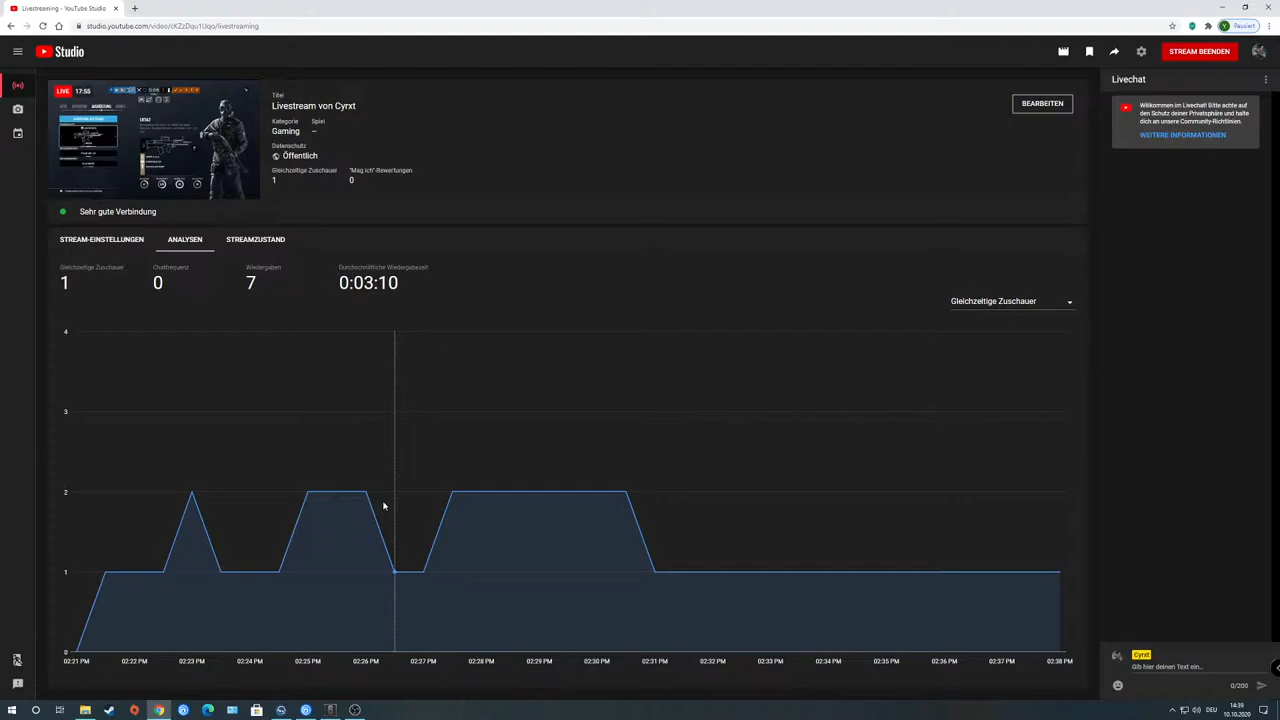 Livestreaming - YouTube Studio
studio.youtube.com/video/cKZzDqu1Uqo/livestreaming
Y Pausiert
Studio
STREAM BEENDEN
LIVE 17:55
Titel
Livestream von Cyrxt
Kategorie Spiel
Gaming –
Datenschutz
Öffentlich
Gleichzeitige Zuschauer "Mag ich"-Bewertungen
1 0
BEARBEITEN
Livechat
Willkommen im Livechat! Bitte achte auf
den Schutz deiner Privatsphäre und halte
dich an unsere Community-Richtlinien.
WEITERE INFORMATIONEN
Sehr gute Verbindung
STREAM-EINSTELLUNGEN ANALYSEN STREAMZUSTAND
Gleichzeitige Zuschauer Chatfrequenz Wiedergaben Durchschnittliche Wiedergabezeit
1 0 7 0:03:10
Gleichzeitige Zuschauer
4
3
2
1
0
02:21 PM 02:22 PM 02:23 PM 02:24 PM 02:25 PM 02:26 PM 02:27 PM 02:28 PM 02:29 PM 02:30 PM 02:31 PM 02:32 PM 02:33 PM 02:34 PM 02:35 PM 02:36 PM 02:37 PM 02:38 PM
Cyrxt
Gib hier deinen Text ein...
0/200
DEU
14:39
10.10.2020